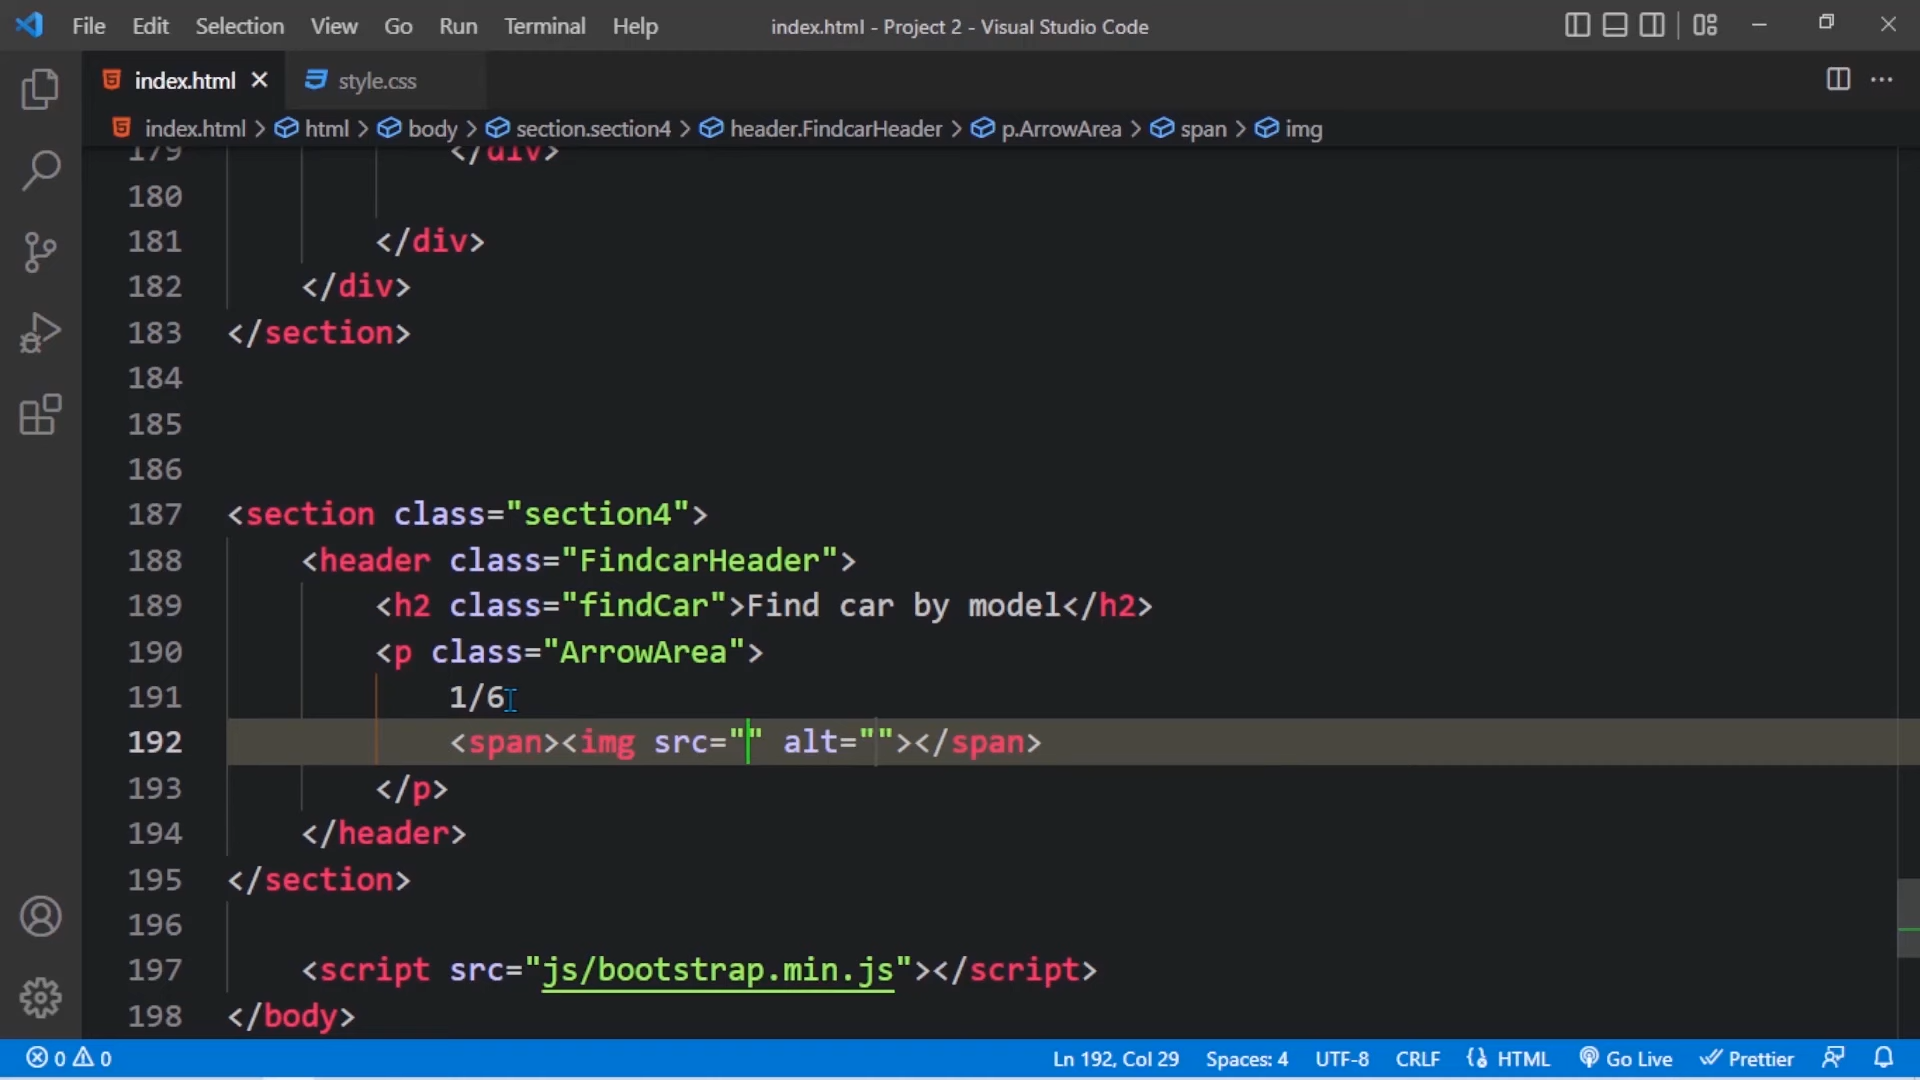 File Edit Selection View Go Run Terminal Help index.html - Project 2 - Visual Studio Code
index.html style.css
index.html > html > body > section.section4 > header.FindcarHeader > p.ArrowArea > span > img
179 </div>
180
181 </div>
182 </div>
183 </section>
184
185
186
187 <section class="section4">
188 <header class="FindcarHeader">
189 <h2 class="findCar">Find car by model</h2>
190 <p class="ArrowArea">
191 1/6
192 <span><img src="" alt=""></span>
193 </p>
194 </header>
195 </section>
196
197 <script src="js/bootstrap.min.js"></script>
198 </body>
0 0 Ln 192, Col 29 Spaces: 4 UTF-8 CRLF HTML Go Live Prettier